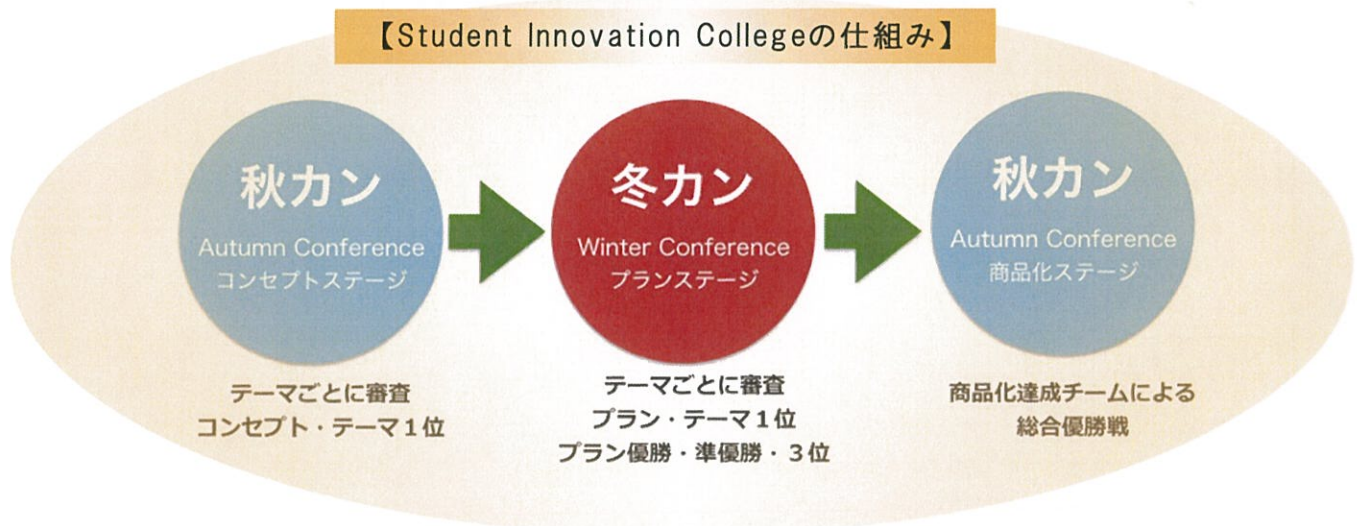 【Student Innovation Collegeの仕組み】
秋カン
Autumn Conference
コンセプトステージ
テーマごとに審査
コンセプト・テーマ１位
冬カン
Winter Conference
プランステージ
テーマごとに審査
プラン・テーマ１位
プラン優勝・準優勝・３位
秋カン
Autumn Conference
商品化ステージ
商品化達成チームによる
総合優勝戦